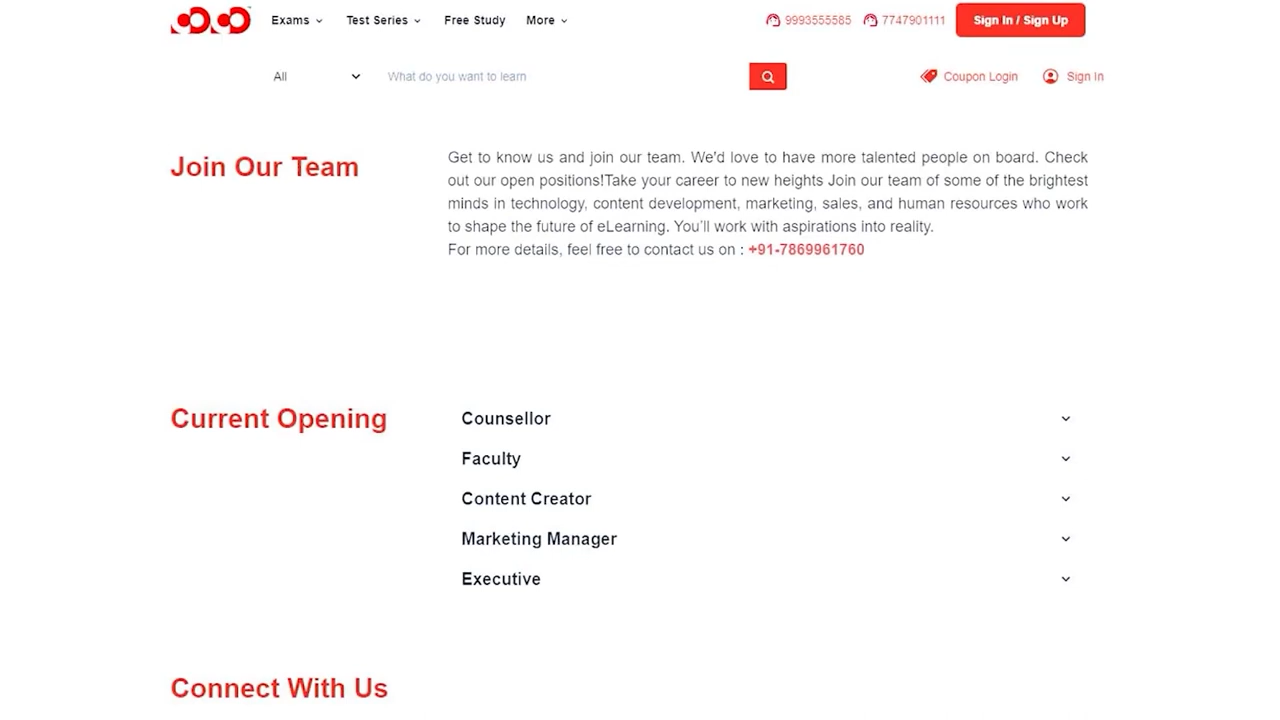 Exams Test Series Free Study More 9993555585 7747901111 Sign In / Sign Up
All What do you want to learn Coupon Login Sign In
Join Our Team
Get to know us and join our team. We'd love to have more talented people on board. Check
out our open positions!Take your career to new heights Join our team of some of the brightest
minds in technology, content development, marketing, sales, and human resources who work
to shape the future of eLearning. You'll work with aspirations into reality.
For more details, feel free to contact us on : +91-7869961760
Current Opening
Counsellor
Faculty
Content Creator
Marketing Manager
Executive
Connect With Us